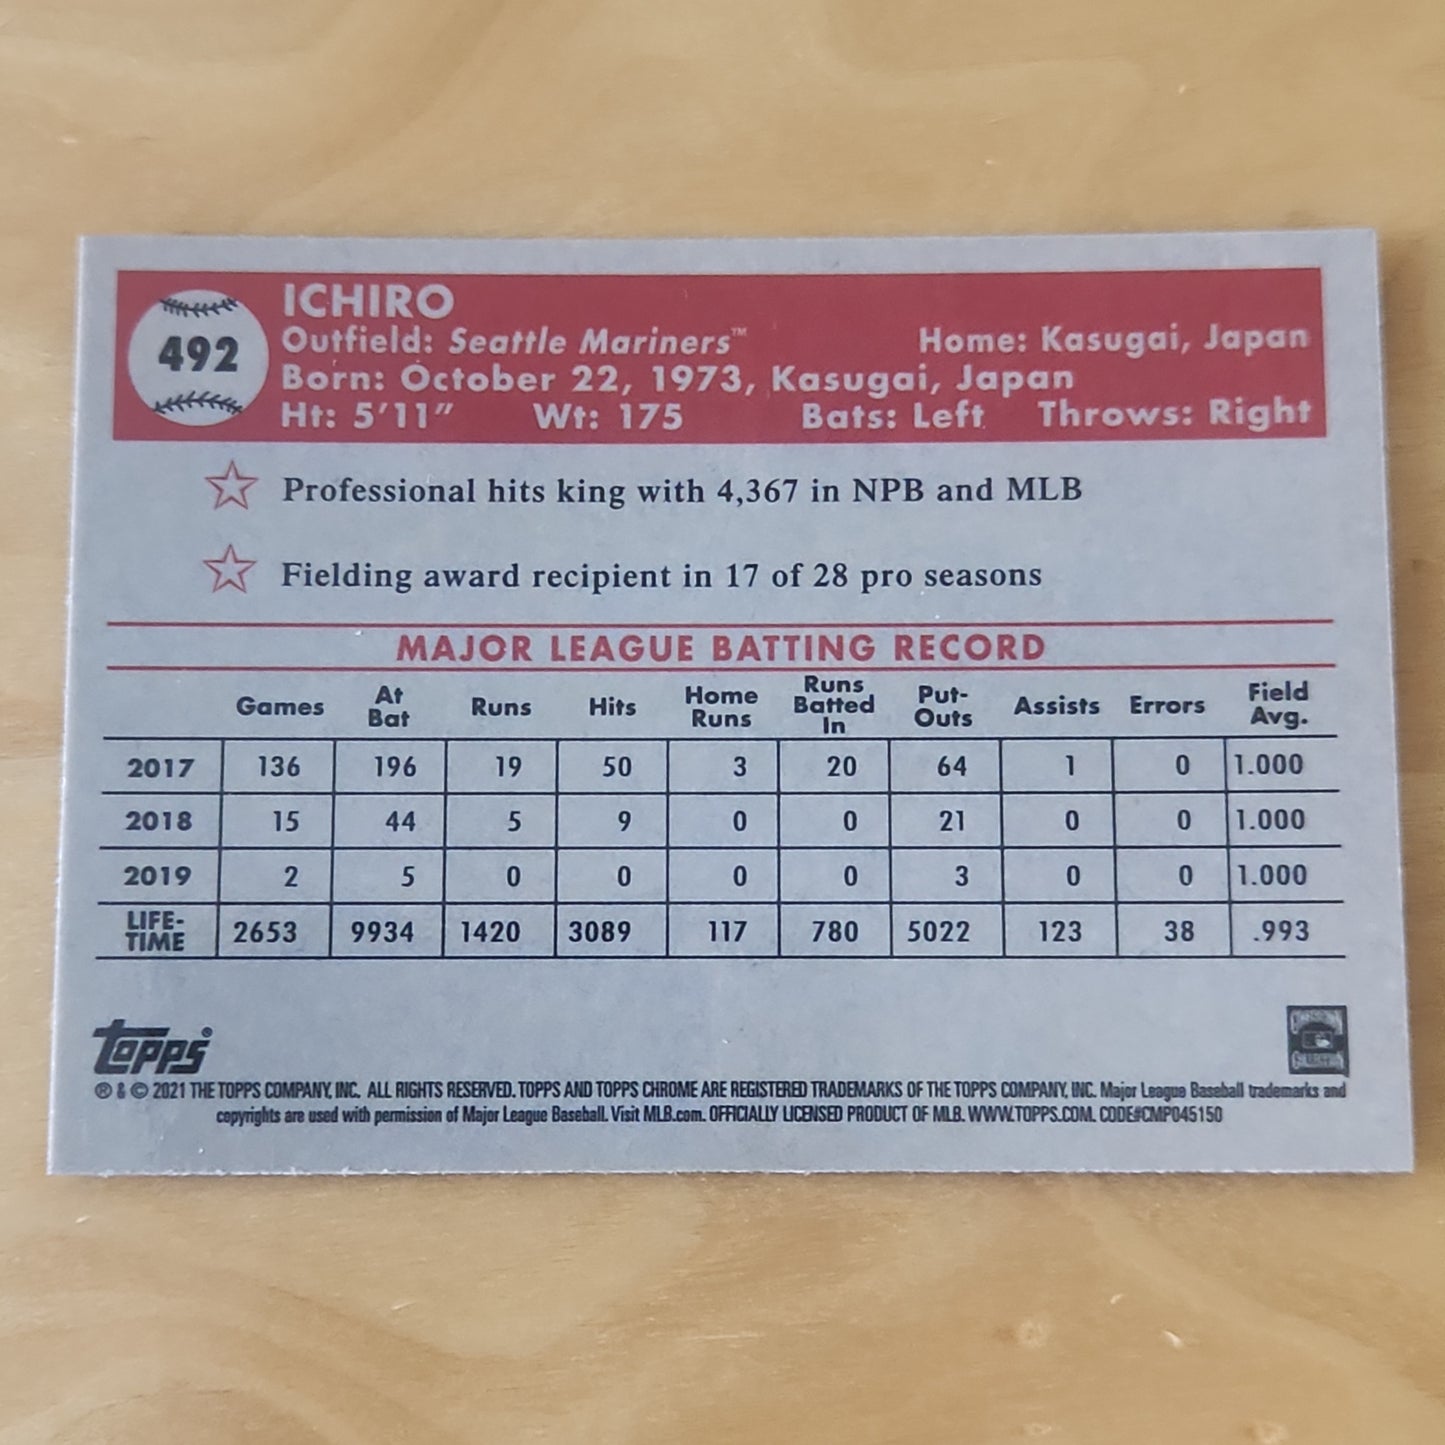 492
ICHIRO
Outfield: Seattle Mariners™ Home: Kasugai, Japan
Born: October 22, 1973, Kasugai, Japan
Ht: 5'11" Wt: 175 Bats: Left Throws: Right
Professional hits king with 4,367 in NPB and MLB
Fielding award recipient in 17 of 28 pro seasons
MAJOR LEAGUE BATTING RECORD
Games At Bat Runs Hits Home Runs Runs Batted In Put-Outs Assists Errors Field Avg.
2017 136 196 19 50 3 20 64 1 0 1.000
2018 15 44 5 9 0 0 21 0 0 1.000
2019 2 5 0 0 0 0 3 0 0 1.000
LIFE-TIME 2653 9934 1420 3089 117 780 5022 123 38 .993
Topps®
® & © 2021 THE TOPPS COMPANY, INC. ALL RIGHTS RESERVED. TOPPS AND TOPPS CHROME ARE REGISTERED TRADEMARKS OF THE TOPPS COMPANY, INC. Major League Baseball trademarks and
copyrights are used with permission of Major League Baseball. Visit MLB.com. OFFICIALLY LICENSED PRODUCT OF MLB. WWW.TOPPS.COM. CODE#CMP045150